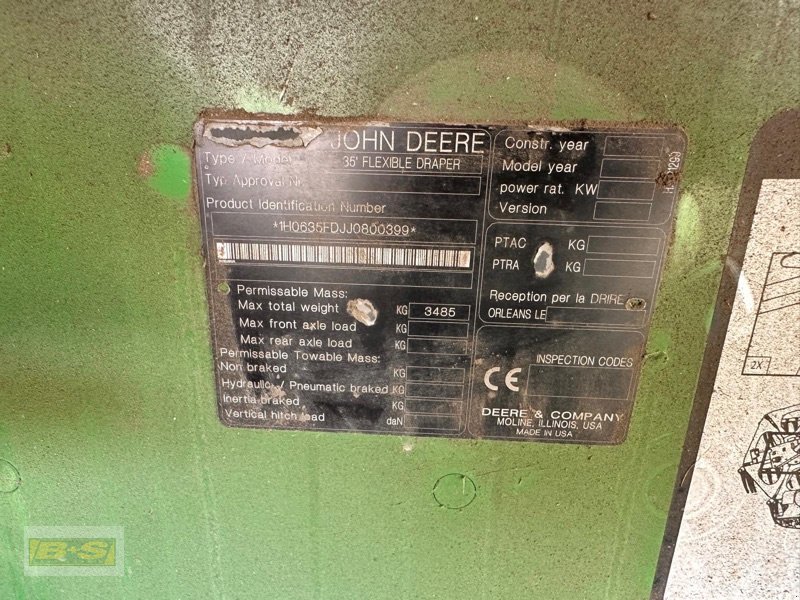 JOHN DEERE
Type / Model 35' FLEXIBLE DRAPER
Typ Approval Nr.
Product Identification Number
*1H0635FDJJ0800399*
Permissable Mass:
Max total weight KG 3485
Max front axle load KG
Max rear axle load KG
Permissable Towable Mass:
Non braked KG
Hydraulic / Pneumatic braked KG
Inertia braked KG
Vertical hitch load daN
Constr. year
Model year
power rat. KW
Version
PTAC KG
PTRA KG
Reception per la DRIRE
ORLEANS LE
INSPECTION CODES
CE
DEERE & COMPANY
MOLINE, ILLINOIS, USA
MADE IN USA
2X
B+S